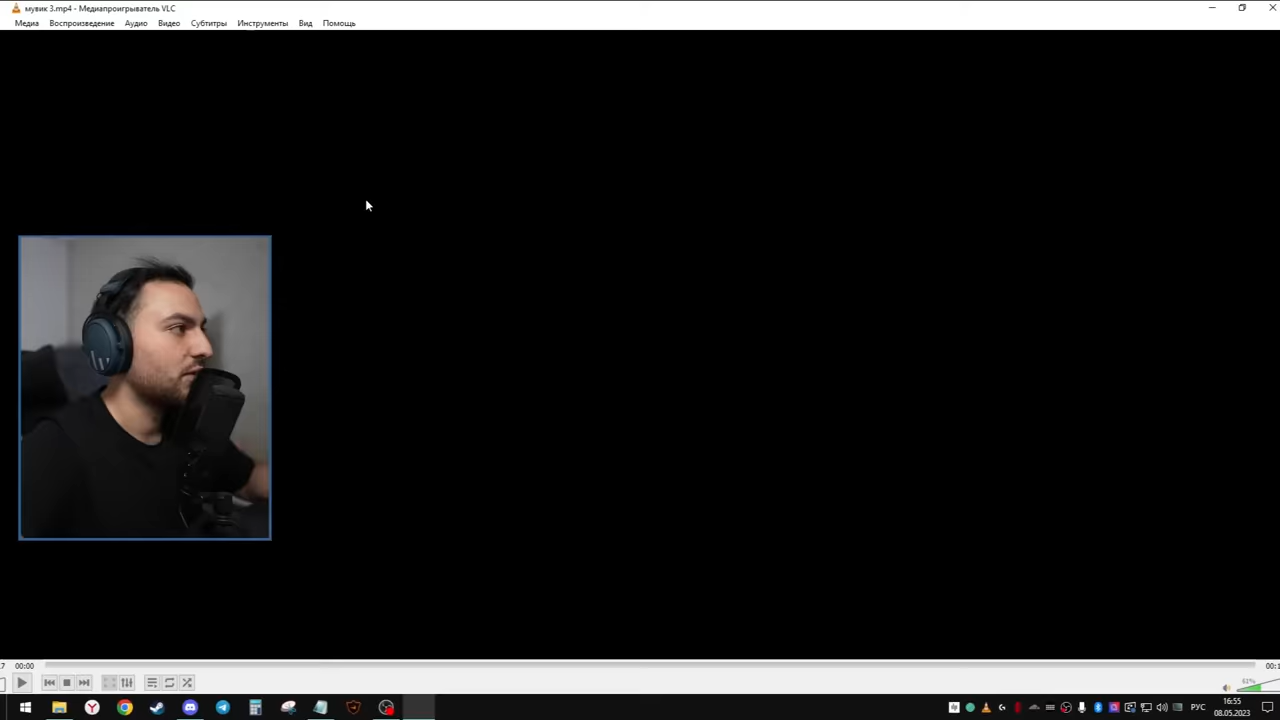 мувик 3.mp4 - Медиапроигрыватель VLC
Медиа Воспроизведение Аудио Видео Субтитры Инструменты Вид Помощь
00:00
61%
РУС
16:55
08.05.2023